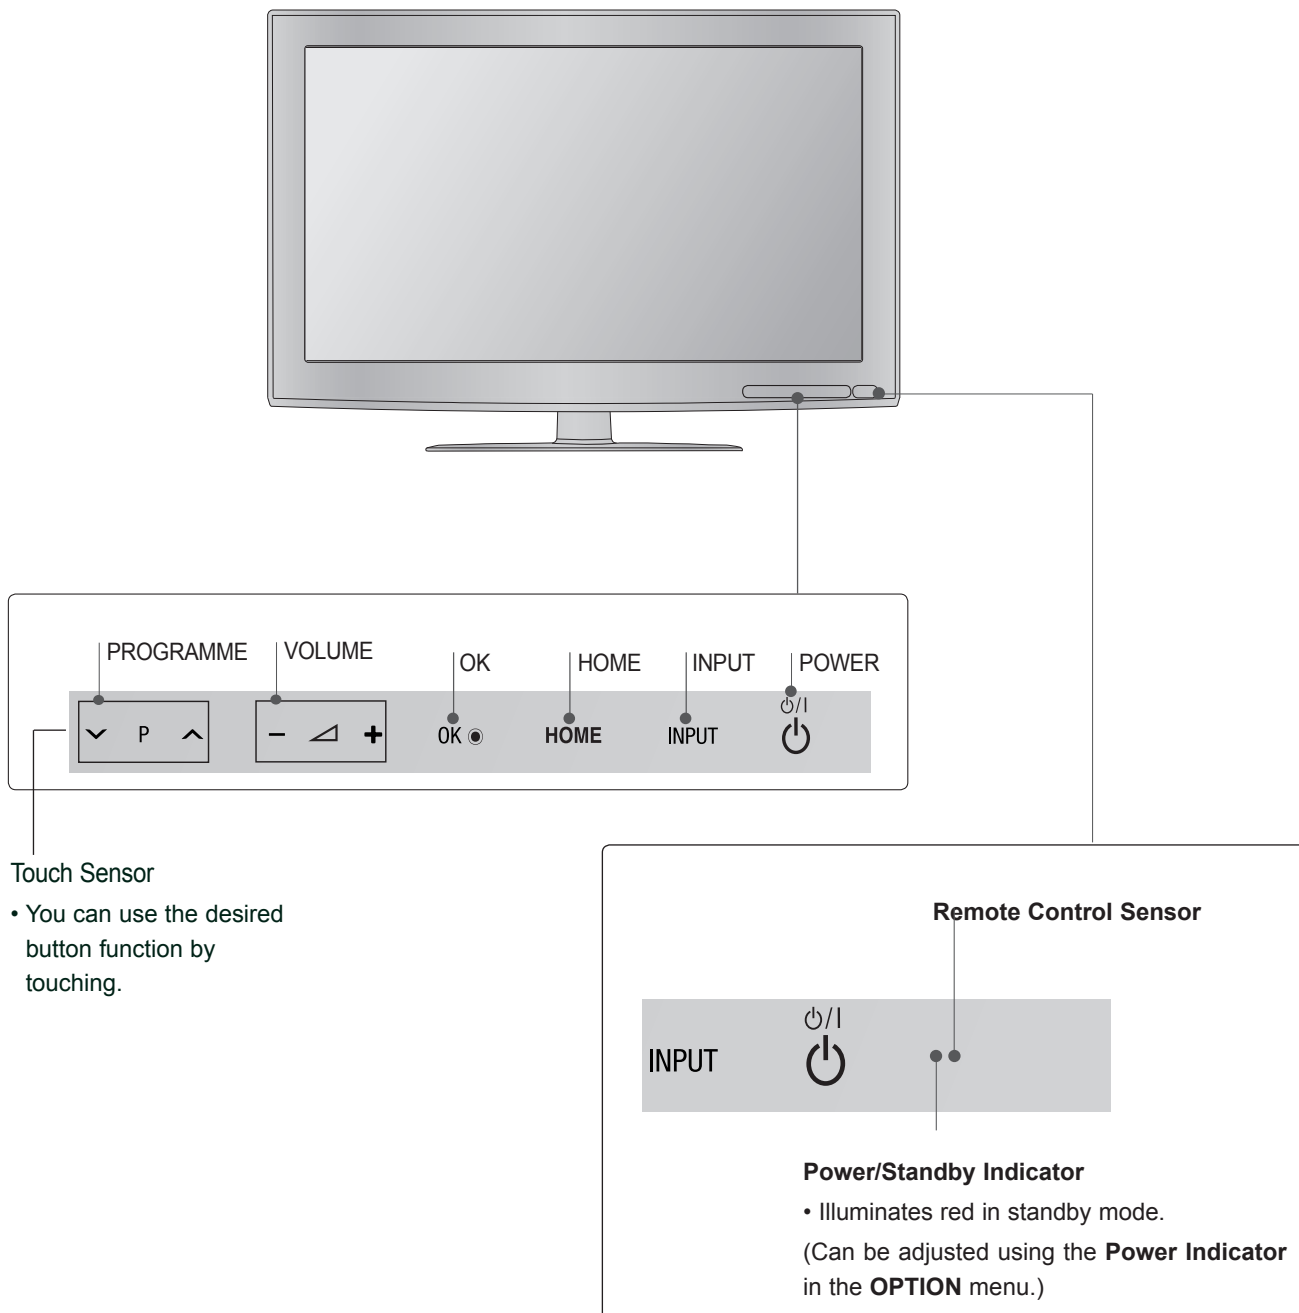 PROGRAMME VOLUME OK HOME INPUT POWER
P OK HOME INPUT ⏻/I
Touch Sensor
• You can use the desired
button function by
touching.
Remote Control Sensor
INPUT ⏻/I
Power/Standby Indicator
• Illuminates red in standby mode.
(Can be adjusted using the Power Indicator
in the OPTION menu.)